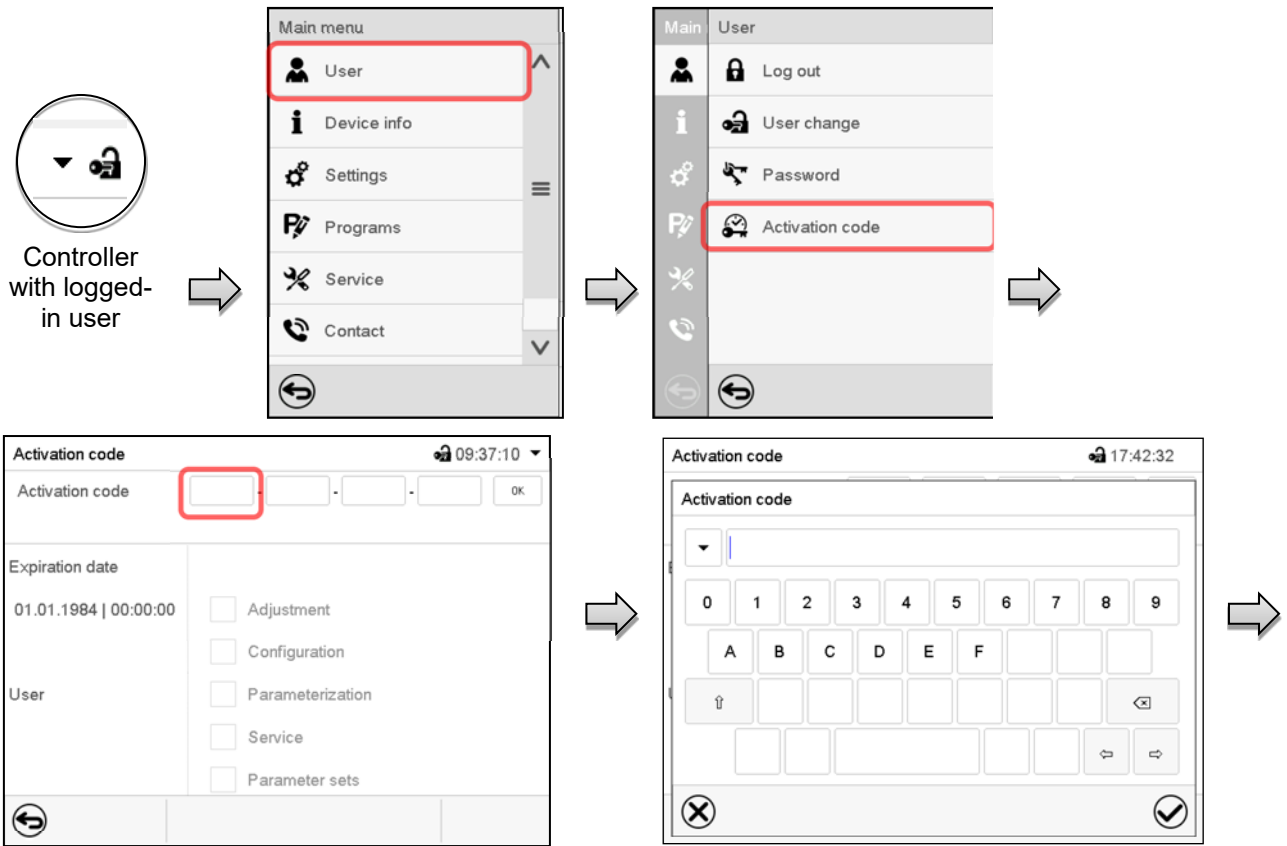 Controller
with logged-
in user
Main menu
User
Device info
Settings
Programs
Service
Contact
Main
User
Log out
User change
Password
Activation code
Activation code
09:37:10
Activation code
- - -
OK
Expiration date
01.01.1984 | 00:00:00
Adjustment
Configuration
User
Parameterization
Service
Parameter sets
Activation code
17:42:32
Activation code
0 1 2 3 4 5 6 7 8 9
A B C D E F